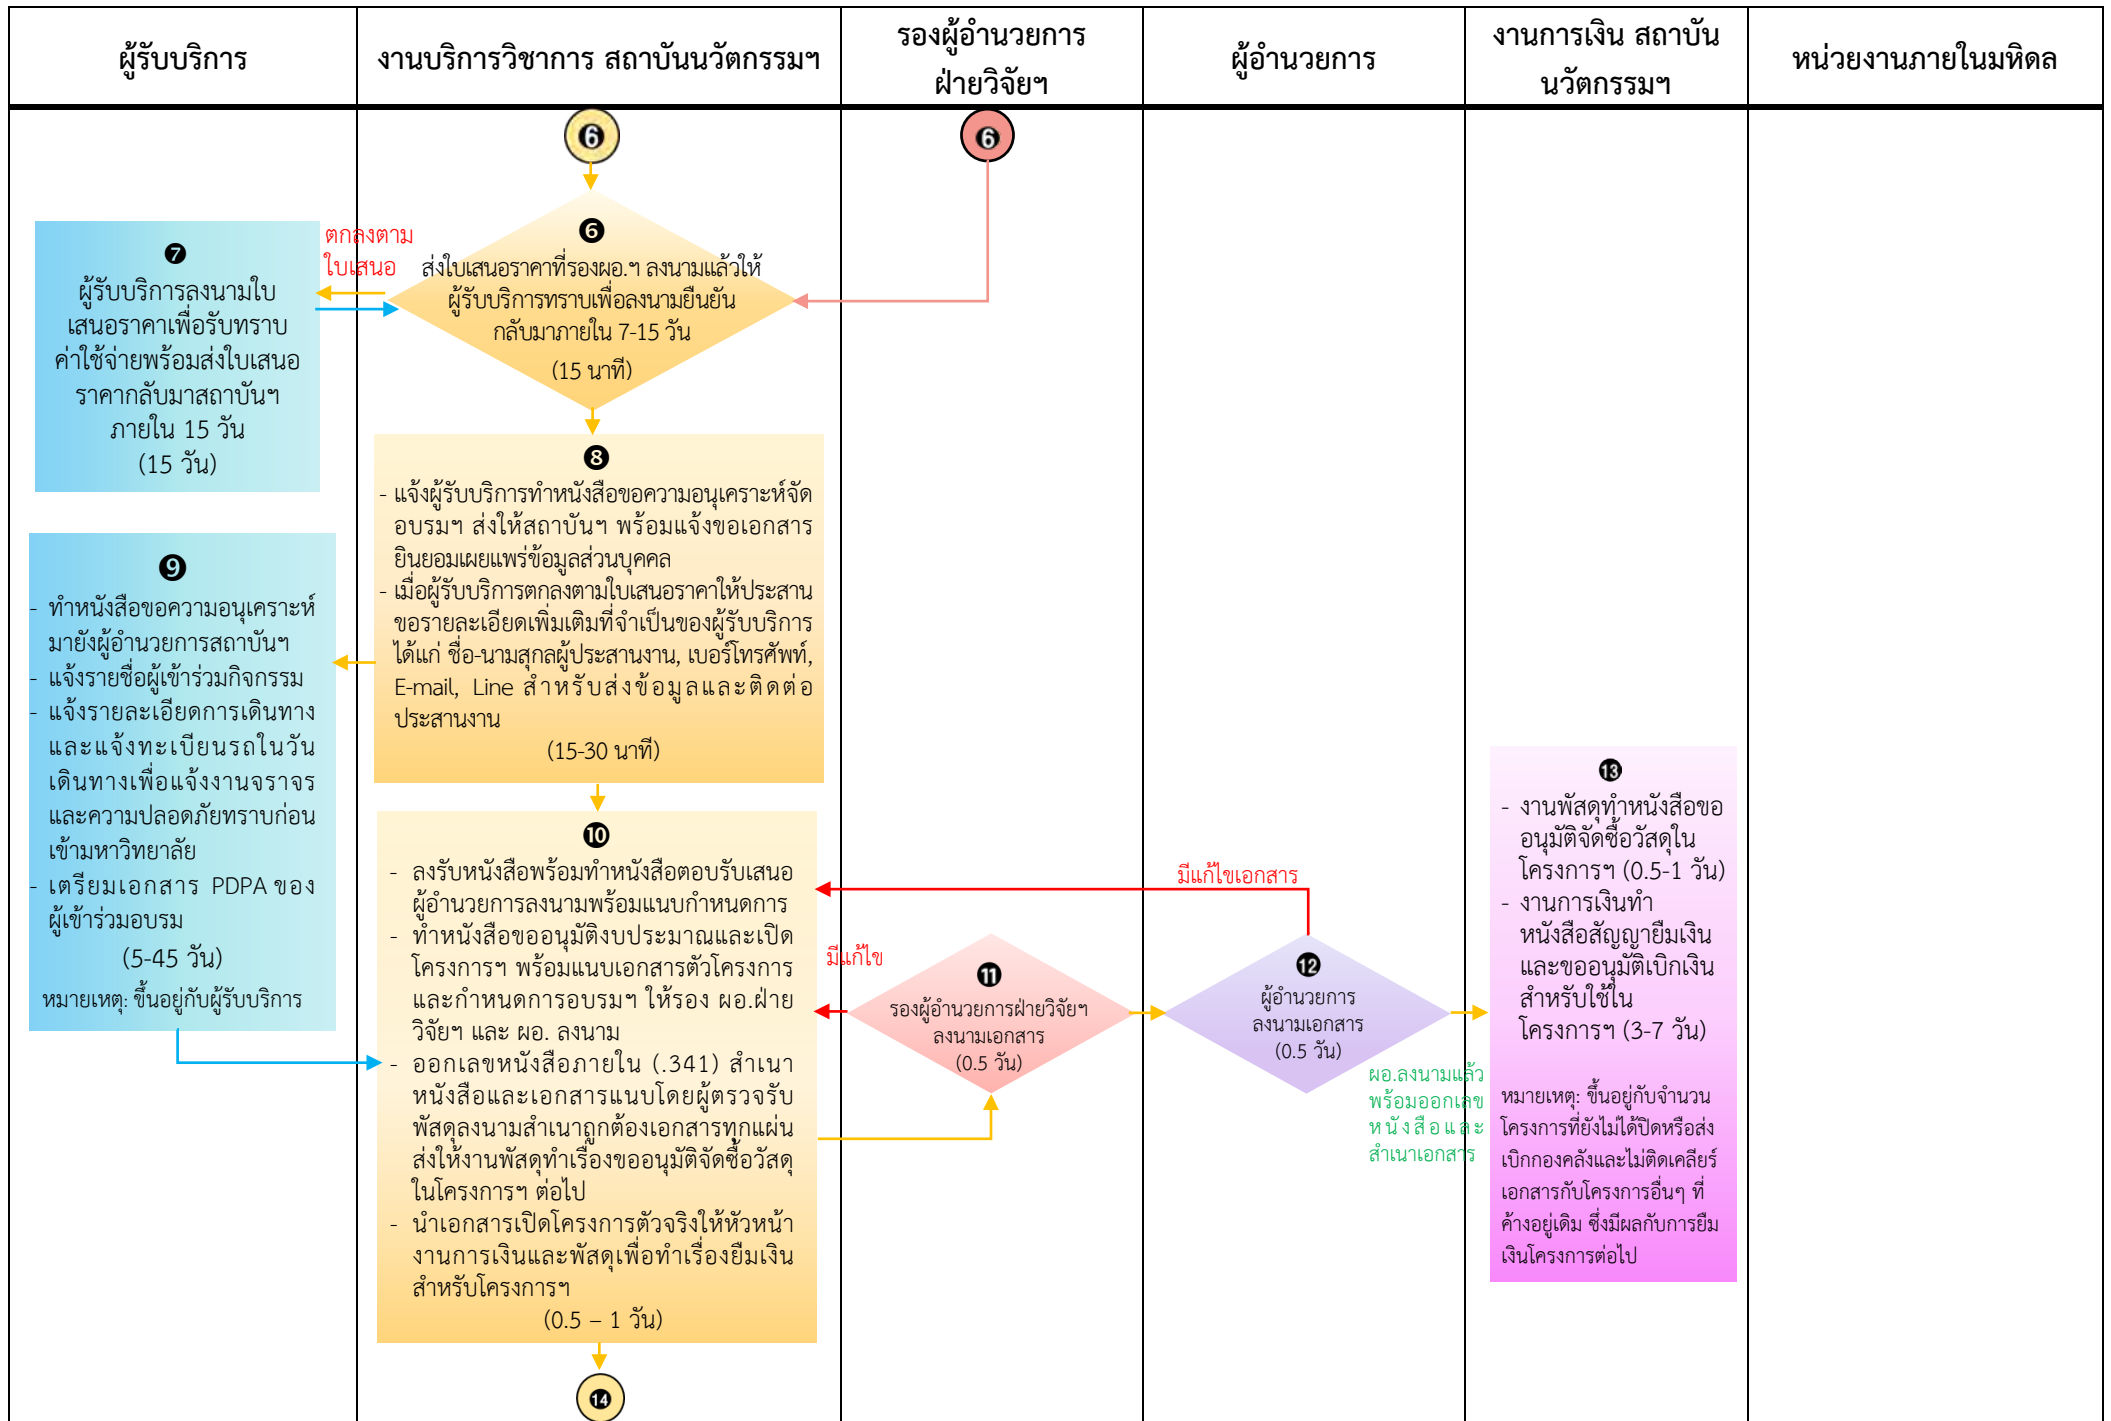 ผู้รับบริการ
งานบริการวิชาการ สถาบันนวัตกรรมฯ
รองผู้อำนวยการ
ฝ่ายวิจัยฯ
ผู้อำนวยการ
งานการเงิน สถาบัน
นวัตกรรมฯ
หน่วยงานภายในมหิดล
❻
❻
❻
ส่งใบเสนอราคาที่รองผอ.ฯ ลงนามแล้วให้
ผู้รับบริการทราบเพื่อลงนามยืนยัน
กลับมาภายใน 7-15 วัน
(15 นาที)
ตกลงตาม
ใบเสนอ
❼
ผู้รับบริการลงนามใบ
เสนอราคาเพื่อรับทราบ
ค่าใช้จ่ายพร้อมส่งใบเสนอ
ราคากลับมาสถาบันฯ
ภายใน 15 วัน
(15 วัน)
❽
- แจ้งผู้รับบริการทำหนังสือขอความอนุเคราะห์จัด
อบรมฯ ส่งให้สถาบันฯ พร้อมแจ้งขอเอกสาร
ยินยอมเผยแพร่ข้อมูลส่วนบุคคล
- เมื่อผู้รับบริการตกลงตามใบเสนอราคาให้ประสาน
ขอรายละเอียดเพิ่มเติมที่จำเป็นของผู้รับบริการ
ได้แก่ ชื่อ-นามสุกลผู้ประสานงาน, เบอร์โทรศัพท์,
E-mail, Line สำหรับส่งข้อมูลและติดต่อ
ประสานงาน
(15-30 นาที)
❾
- ทำหนังสือขอความอนุเคราะห์
มายังผู้อำนวยการสถาบันฯ
- แจ้งรายชื่อผู้เข้าร่วมกิจกรรม
- แจ้งรายละเอียดการเดินทาง
และแจ้งทะเบียนรถในวัน
เดินทางเพื่อแจ้งงานจราจร
และความปลอดภัยทราบก่อน
เข้ามหาวิทยาลัย
- เตรียมเอกสาร PDPA ของ
ผู้เข้าร่วมอบรม
(5-45 วัน)
หมายเหตุ: ขึ้นอยู่กับผู้รับบริการ
❿
- ลงรับหนังสือพร้อมทำหนังสือตอบรับเสนอ
ผู้อำนวยการลงนามพร้อมแนบกำหนดการ
- ทำหนังสือขออนุมัติงบประมาณและเปิด
โครงการฯ พร้อมแนบเอกสารตัวโครงการ
และกำหนดการอบรมฯ ให้รอง ผอ.ฝ่าย
วิจัยฯ และ ผอ. ลงนาม
- ออกเลขหนังสือภายใน (.341) สำเนา
หนังสือและเอกสารแนบโดยผู้ตรวจรับ
พัสดุลงนามสำเนาถูกต้องเอกสารทุกแผ่น
ส่งให้งานพัสดุทำเรื่องขออนุมัติจัดซื้อวัสดุ
ในโครงการฯ ต่อไป
- นำเอกสารเปิดโครงการตัวจริงให้หัวหน้า
งานการเงินและพัสดุเพื่อทำเรื่องยืมเงิน
สำหรับโครงการฯ
(0.5 – 1 วัน)
มีแก้ไข
⓫
รองผู้อำนวยการฝ่ายวิจัยฯ
ลงนามเอกสาร
(0.5 วัน)
มีแก้ไขเอกสาร
⓬
ผู้อำนวยการ
ลงนามเอกสาร
(0.5 วัน)
ผอ.ลงนามแล้ว
พร้อมออกเลข
หนังสือและ
สำเนาเอกสาร
⓭
- งานพัสดุทำหนังสือขอ
อนุมัติจัดซื้อวัสดุใน
โครงการฯ (0.5-1 วัน)
- งานการเงินทำ
หนังสือสัญญายืมเงิน
และขออนุมัติเบิกเงิน
สำหรับใช้ใน
โครงการฯ (3-7 วัน)
หมายเหตุ: ขึ้นอยู่กับจำนวน
โครงการที่ยังไม่ได้ปิดหรือส่ง
เบิกกองคลังและไม่ติดเคลียร์
เอกสารกับโครงการอื่นๆ ที่
ค้างอยู่เดิม ซึ่งมีผลกับการยืม
เงินโครงการต่อไป
⓮